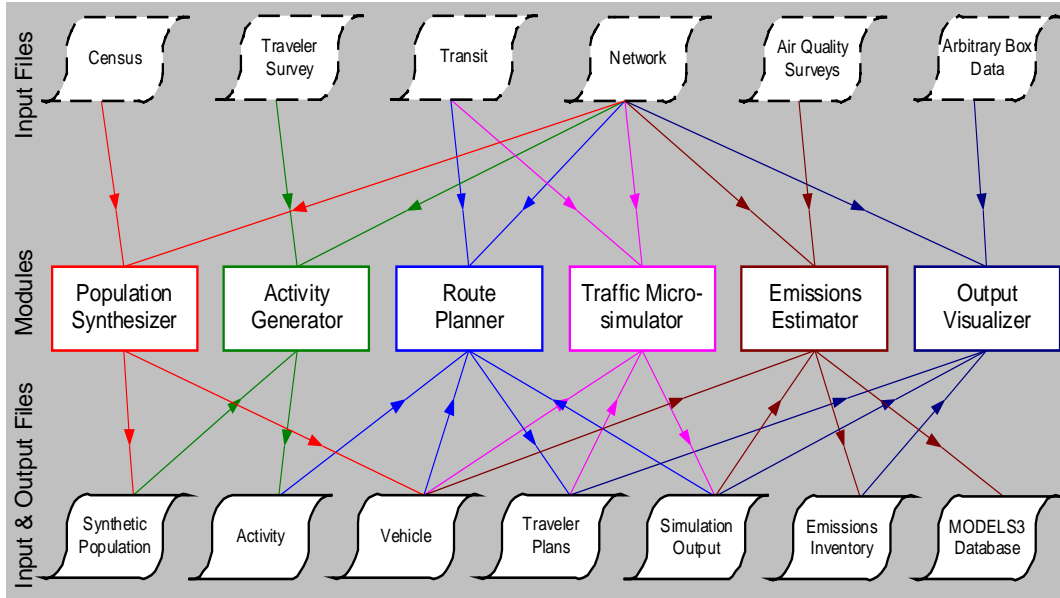 Input Files
Census
Traveler
Survey
Transit
Network
Air Quality
Surveys
Arbitrary Box
Data
Modules
Population
Synthesizer
Activity
Generator
Route
Planner
Traffic Micro-
simulator
Emissions
Estimator
Output
Visualizer
Input & Output Files
Synthetic
Population
Activity
Vehicle
Traveler
Plans
Simulation
Output
Emissions
Inventory
MODELS3
Database